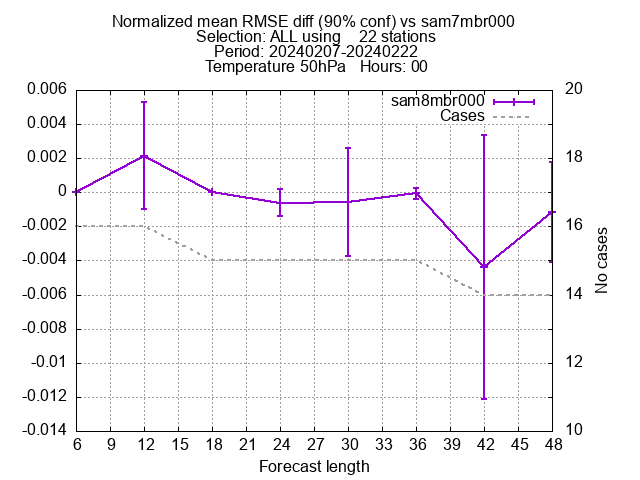 Normalized mean RMSE diff (90% conf) vs sam7mbr000
Selection: ALL using    22 stations
Period: 20240207-20240222
Temperature 50hPa   Hours: 00
0.006
0.004
0.002
0
-0.002
-0.004
-0.006
-0.008
-0.01
-0.012
-0.014
sam8mbr000
Cases
20
18
16
14
12
10
No cases
6 9 12 15 18 21 24 27 30 33 36 39 42 45 48
Forecast length